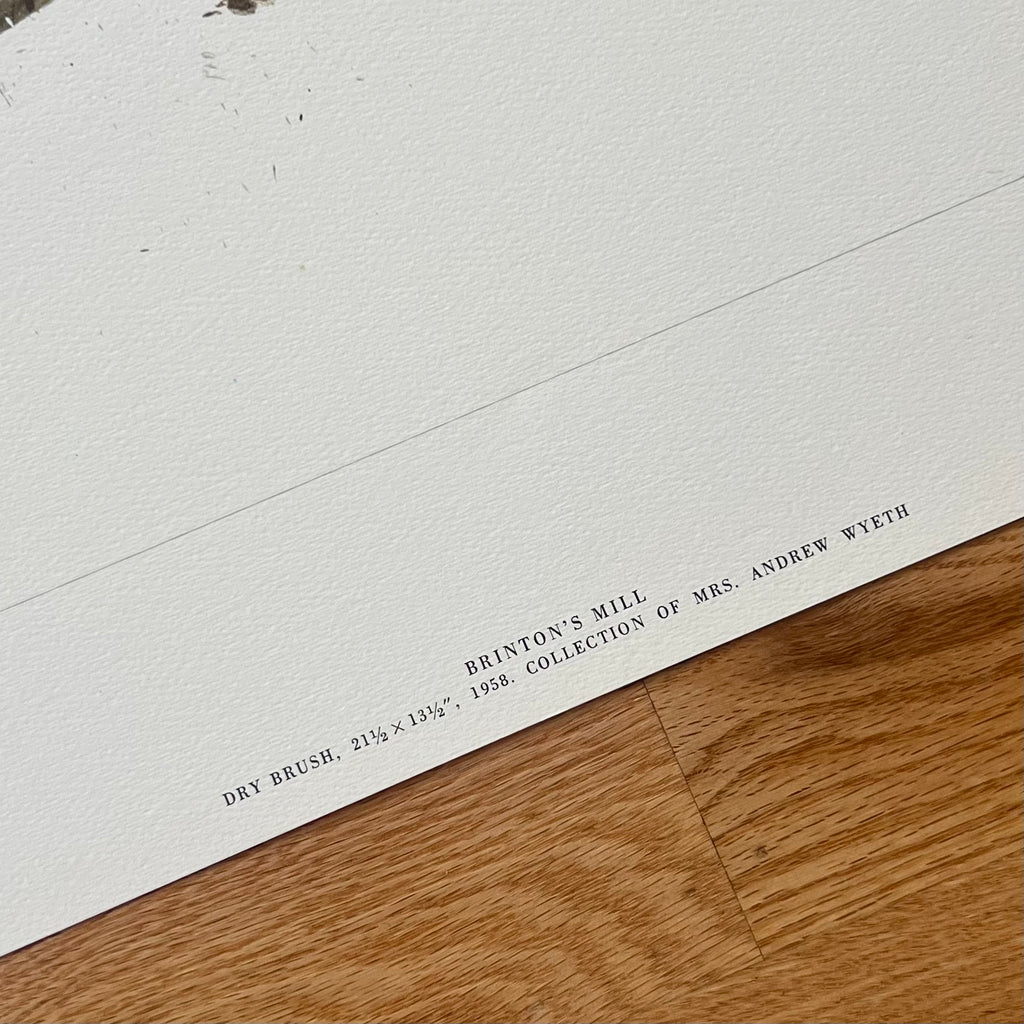 BRINTON'S MILL
DRY BRUSH, 21½ × 13½", 1958. COLLECTION OF MRS. ANDREW WYETH